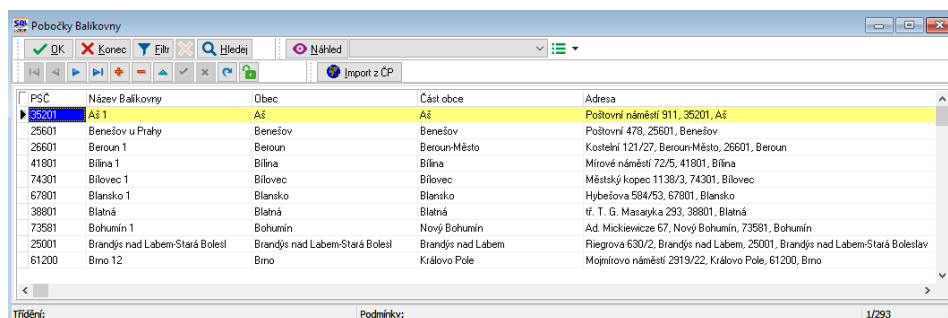 Pobočky Balíkovny
OK Konec Filtr Hledej Náhled
Import z ČP
PSČ Název Balíkovny Obec Část obce Adresa
35201 Aš 1 Aš Aš Poštovní náměstí 911, 35201, Aš
25601 Benešov u Prahy Benešov Benešov Poštovní 478, 25601, Benešov
26601 Beroun 1 Beroun Beroun-Město Kostelní 121/27, Beroun-Město, 26601, Beroun
41801 Bílina 1 Bílina Bílina Mírové náměstí 72/5, 41801, Bílina
74301 Bílovec 1 Bílovec Bílovec Městský kopec 1138/3, 74301, Bílovec
67801 Blansko 1 Blansko Blansko Hybešova 584/53, 67801, Blansko
38801 Blatná Blatná Blatná tř. T. G. Masaryka 293, 38801, Blatná
73581 Bohumín 1 Bohumín Nový Bohumín Ad. Mickiewicze 67, Nový Bohumín, 73581, Bohumín
25001 Brandýs nad Labem-Stará Bolesl Brandýs nad Labem-Stará Bolesl Brandýs nad Labem Riegrova 630/2, Brandýs nad Labem, 25001, Brandýs nad Labem-Stará Boleslav
61200 Brno 12 Brno Královo Pole Mojmírovo náměstí 2919/22, Královo Pole, 61200, Brno
Třídění: Podmínky: 1/293